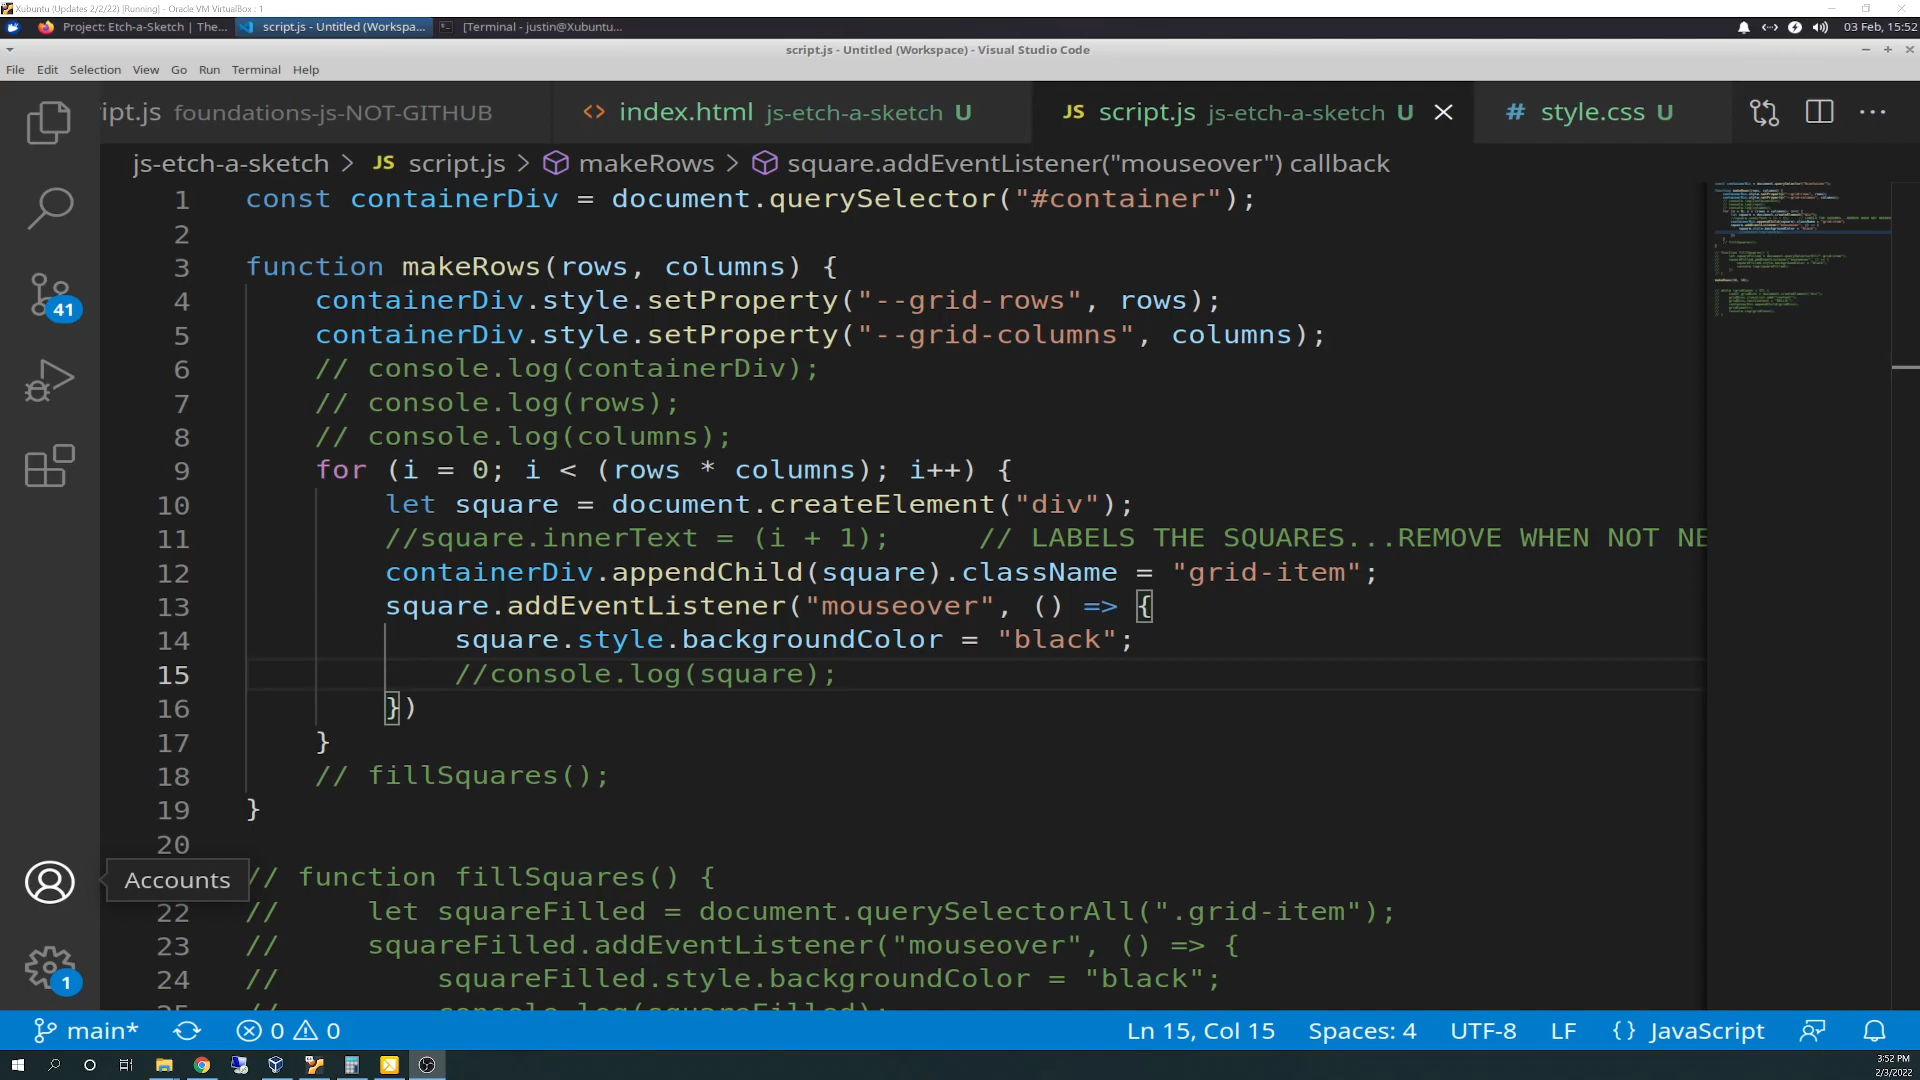 Xubuntu (Updates 2/2/22) [Running] - Oracle VM VirtualBox : 1
Project: Etch-a-Sketch | The...
script.js - Untitled (Workspa...
[Terminal - justin@Xubuntu...
03 Feb, 15:52
script.js - Untitled (Workspace) - Visual Studio Code
File Edit Selection View Go Run Terminal Help
ipt.js foundations-js-NOT-GITHUB
<> index.html js-etch-a-sketch U
JS script.js js-etch-a-sketch U
# style.css U
js-etch-a-sketch > JS script.js > makeRows > square.addEventListener("mouseover") callback
1 const containerDiv = document.querySelector("#container");
2
3 function makeRows(rows, columns) {
4 containerDiv.style.setProperty("--grid-rows", rows);
5 containerDiv.style.setProperty("--grid-columns", columns);
6 // console.log(containerDiv);
7 // console.log(rows);
8 // console.log(columns);
9 for (i = 0; i < (rows * columns); i++) {
10 let square = document.createElement("div");
11 //square.innerText = (i + 1); // LABELS THE SQUARES...REMOVE WHEN NOT NE
12 containerDiv.appendChild(square).className = "grid-item";
13 square.addEventListener("mouseover", () => {
14 square.style.backgroundColor = "black";
15 //console.log(square);
16 })
17 }
18 // fillSquares();
19 }
20
// function fillSquares() {
22 // let squareFilled = document.querySelectorAll(".grid-item");
23 // squareFilled.addEventListener("mouseover", () => {
24 // squareFilled.style.backgroundColor = "black";
25 // console.log(squareFilled);
41
Accounts
1
main*
0 0
Ln 15, Col 15
Spaces: 4
UTF-8
LF
{ } JavaScript
3:52 PM
2/3/2022